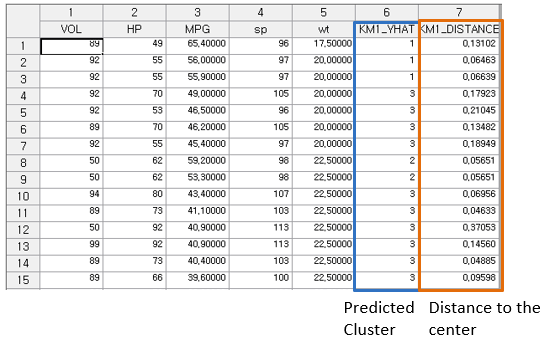 1 2 3 4 5 6 7
VOL HP MPG sp wt KM1_YHAT KM1_DISTANCE
1 89 49 65,40000 96 17,50000 1 0,13102
2 92 55 56,00000 97 20,00000 1 0,06463
3 92 55 55,90000 97 20,00000 1 0,06639
4 92 70 49,00000 105 20,00000 3 0,17923
5 92 53 46,50000 96 20,00000 3 0,21045
6 89 70 46,20000 105 20,00000 3 0,13482
7 92 55 45,40000 97 20,00000 3 0,18949
8 50 62 59,20000 98 22,50000 2 0,05651
9 50 62 53,30000 98 22,50000 2 0,05651
10 94 80 43,40000 107 22,50000 3 0,06956
11 89 73 41,10000 103 22,50000 3 0,04633
12 50 92 40,90000 113 22,50000 3 0,37053
13 99 92 40,90000 113 22,50000 3 0,14560
14 89 73 40,40000 103 22,50000 3 0,04885
15 89 66 39,60000 100 22,50000 3 0,09598
Predicted Distance to the
Cluster center